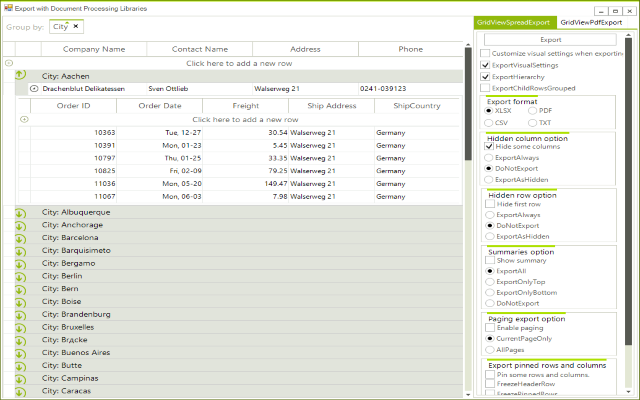 Export with Document Processing Libraries
Group by: City
Company Name Contact Name Address Phone
Click here to add a new row
City: Aachen
Drachenblut Delikatessen Sven Ottlieb Walserweg 21 0241-039123
Order ID Order Date Freight Ship Address ShipCountry
Click here to add a new row
10363 Tue, 12-27 30.54 Walserweg 21 Germany
10391 Mon, 01-23 5.45 Walserweg 21 Germany
10797 Thu, 01-25 33.35 Walserweg 21 Germany
10825 Fri, 02-09 79.25 Walserweg 21 Germany
11036 Mon, 05-20 149.47 Walserweg 21 Germany
11067 Mon, 06-03 7.98 Walserweg 21 Germany
City: Albuquerque
City: Anchorage
City: Barcelona
City: Barquisimeto
City: Bergamo
City: Berlin
City: Bern
City: Boise
City: Brandenburg
City: Bruxelles
City: Brдcke
City: Buenos Aires
City: Butte
City: Campinas
City: Caracas
GridViewSpreadExport GridViewPdfExport
Export
Customize visual settings when exporting
ExportVisualSettings
ExportHierarchy
ExportChildRowsGrouped
Export format
XLSX PDF
CSV TXT
Hidden column option
Hide some columns
ExportAlways
DoNotExport
ExportAsHidden
Hidden row option
Hide first row
ExportAlways
DoNotExport
ExportAsHidden
Summaries option
Show summary
ExportAll
ExportOnlyTop
ExportOnlyBottom
DoNotExport
Paging export option
Enable paging
CurrentPageOnly
AllPages
Export pinned rows and columns
Pin some rows and columns.
FreezeHeaderRow
FreezePinnedRows